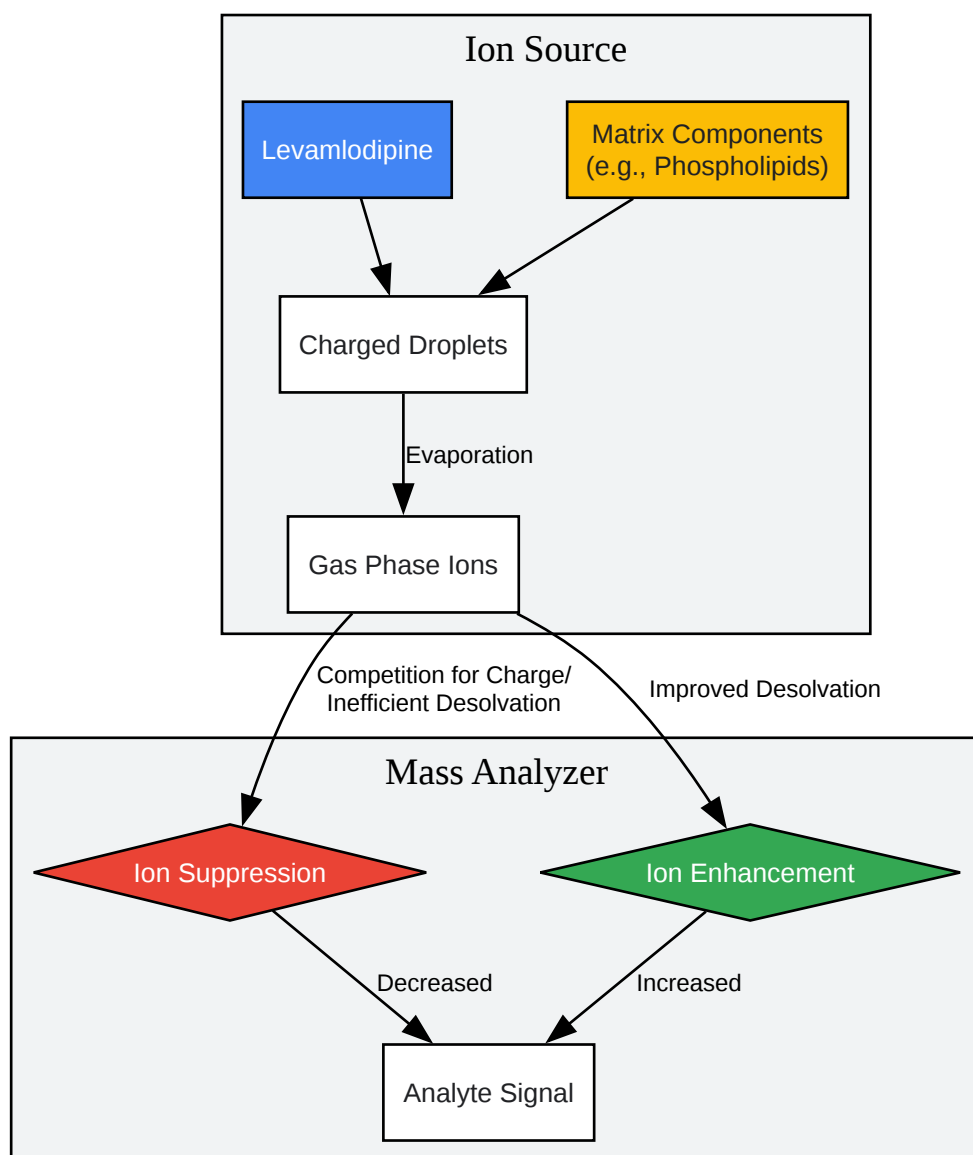 Ion Source
Levamlodipine
Matrix Components
(e.g., Phospholipids)
Charged Droplets
Evaporation
Gas Phase Ions
Competition for Charge/
Inefficient Desolvation
Improved Desolvation
Mass Analyzer
Ion Suppression
Ion Enhancement
Decreased
Increased
Analyte Signal